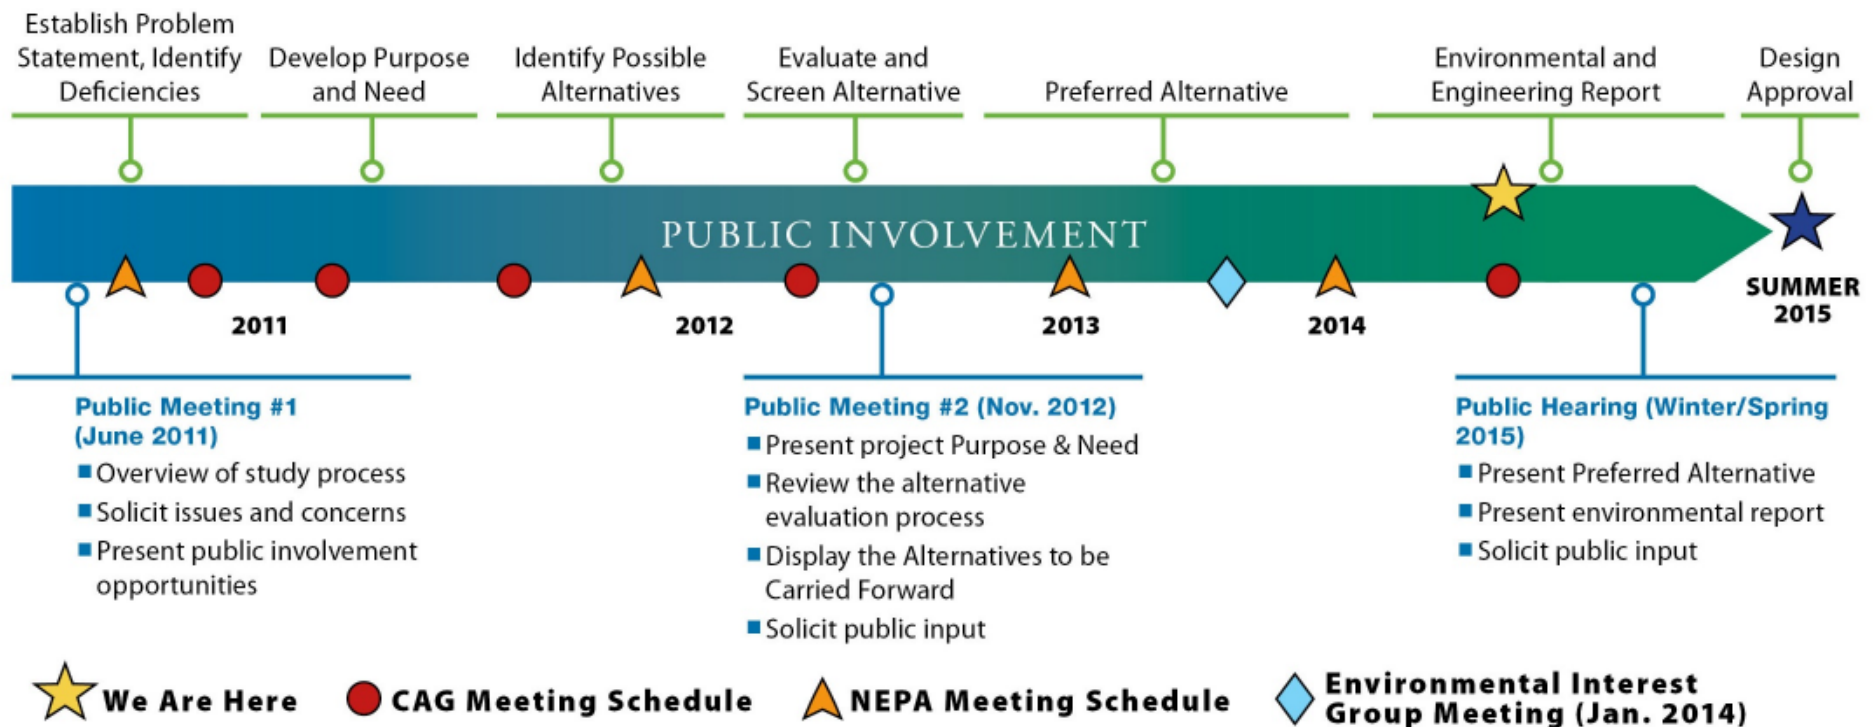 Establish Problem
Statement, Identify
Deficiencies
Develop Purpose
and Need
Identify Possible
Alternatives
Evaluate and
Screen Alternative
Preferred Alternative
Environmental and
Engineering Report
Design
Approval
PUBLIC INVOLVEMENT
2011
2012
2013
2014
SUMMER
2015
Public Meeting #1
(June 2011)
■ Overview of study process
■ Solicit issues and concerns
■ Present public involvement
opportunities
Public Meeting #2 (Nov. 2012)
■ Present project Purpose & Need
■ Review the alternative
evaluation process
■ Display the Alternatives to be
Carried Forward
■ Solicit public input
Public Hearing (Winter/Spring
2015)
■ Present Preferred Alternative
■ Present environmental report
■ Solicit public input
We Are Here
CAG Meeting Schedule
NEPA Meeting Schedule
Environmental Interest
Group Meeting (Jan. 2014)